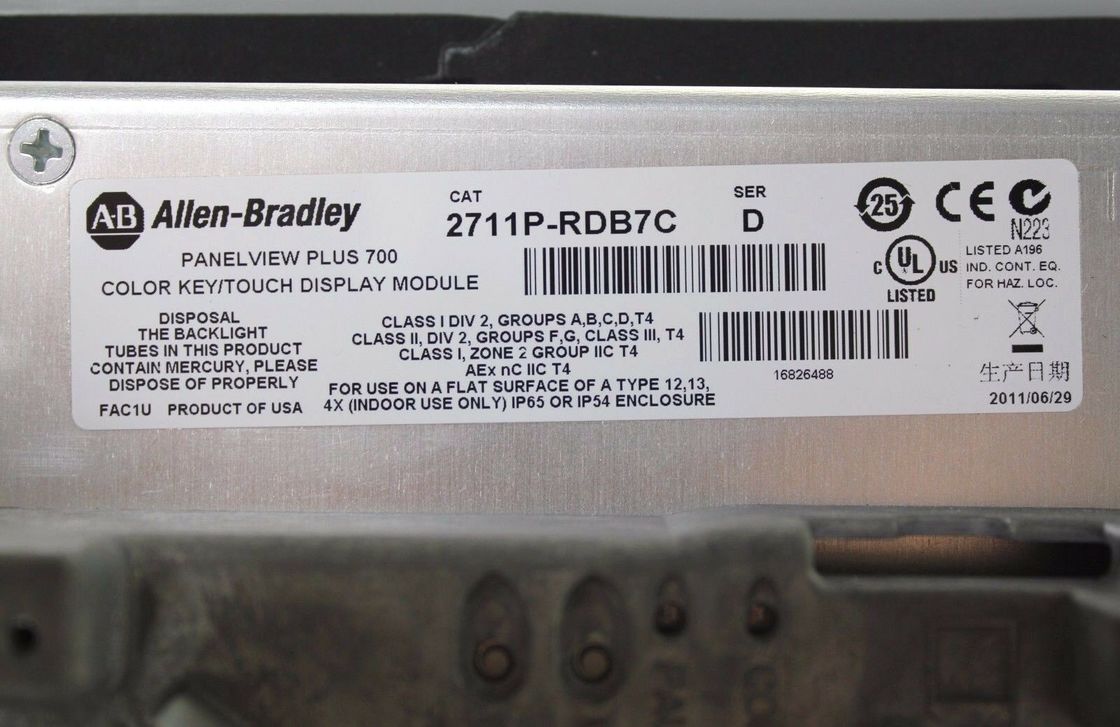 AB Allen-Bradley
PANELVIEW PLUS 700
COLOR KEY/TOUCH DISPLAY MODULE
CAT
2711P-RDB7C
SER
D
25
CE
N223
C UL US
LISTED
LISTED A196
IND. CONT. EQ.
FOR HAZ. LOC.
DISPOSAL
THE BACKLIGHT
TUBES IN THIS PRODUCT
CONTAIN MERCURY, PLEASE
DISPOSE OF PROPERLY
FAC1U PRODUCT OF USA
CLASS I DIV 2, GROUPS A,B,C,D,T4
CLASS II, DIV 2, GROUPS F,G, CLASS III, T4
CLASS I, ZONE 2 GROUP IIC T4
AEx nC IIC T4
FOR USE ON A FLAT SURFACE OF A TYPE 12,13,
4X (INDOOR USE ONLY) IP65 OR IP54 ENCLOSURE
16826488
生产日期
2011/06/29